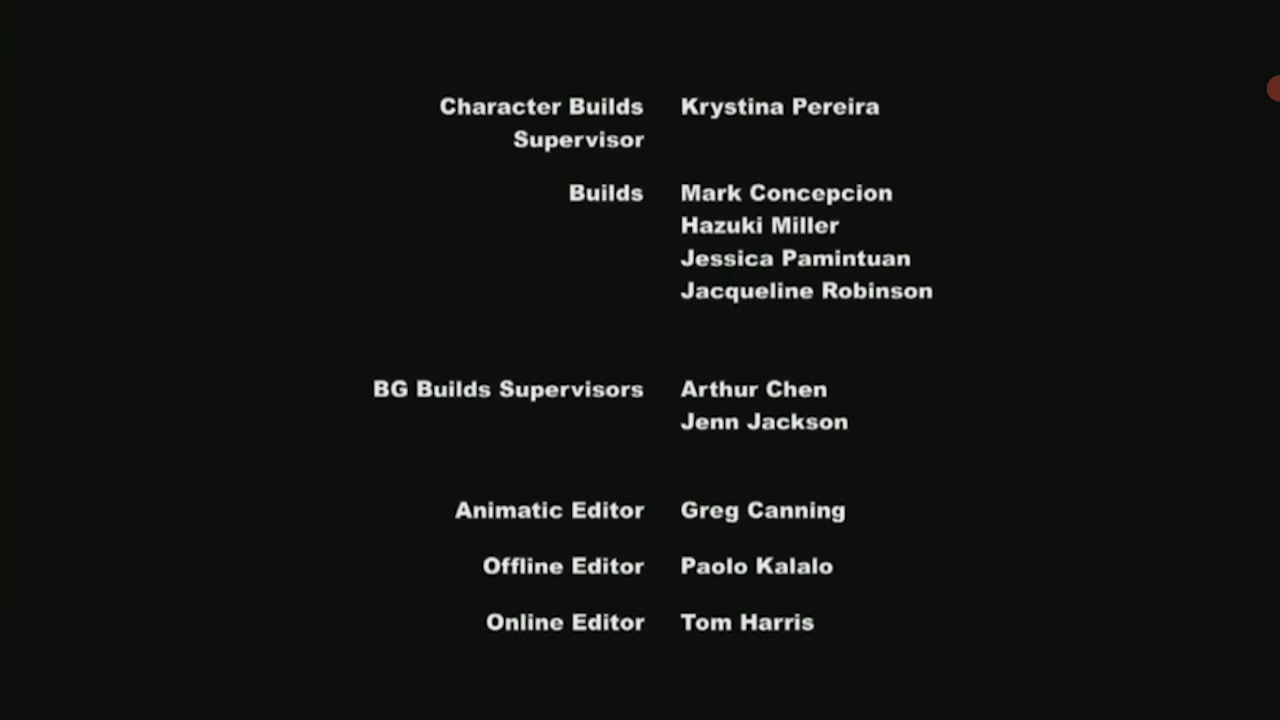 Character Builds Krystina Pereira
Supervisor
Builds Mark Concepcion
Hazuki Miller
Jessica Pamintuan
Jacqueline Robinson
BG Builds Supervisors Arthur Chen
Jenn Jackson
Animatic Editor Greg Canning
Offline Editor Paolo Kalalo
Online Editor Tom Harris